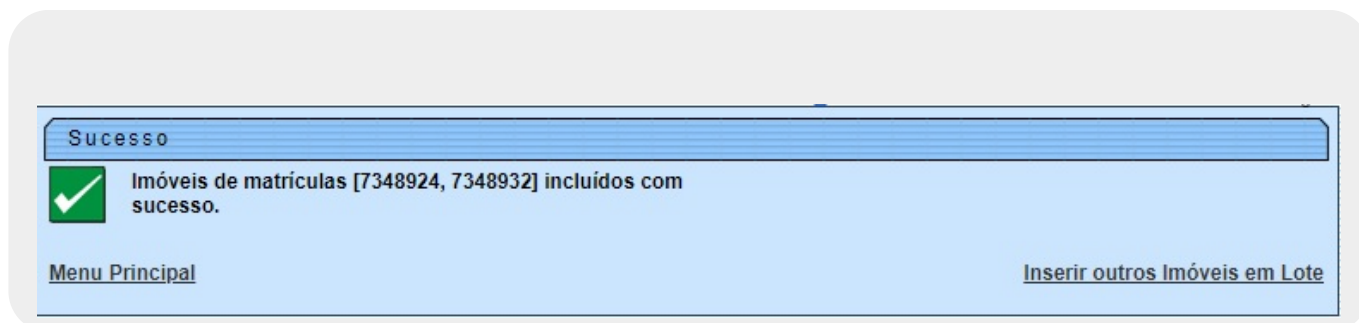 Sucesso
Imóveis de matrículas [7348924, 7348932] incluídos com
sucesso.
Menu Principal
Inserir outros Imóveis em Lote